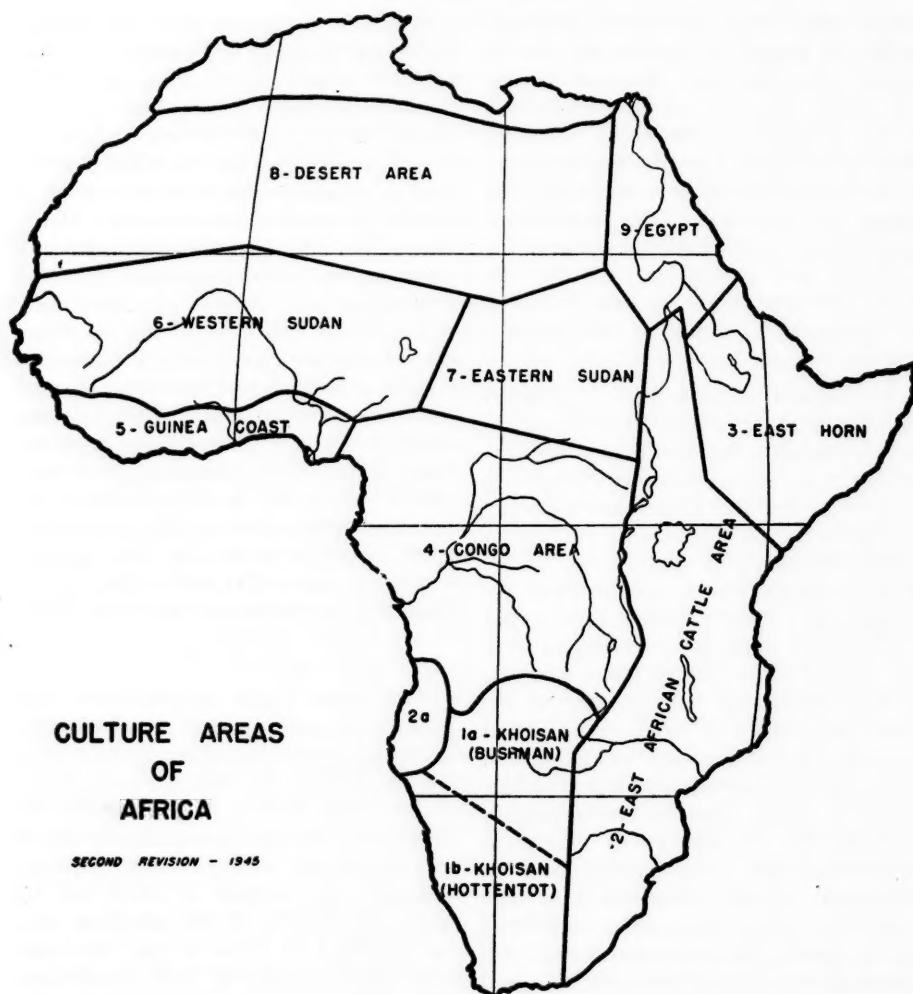 8- DESERT AREA
9- EGYPT
6- WESTERN SUDAN
7- EASTERN SUDAN
5- GUINEA COAST
3- EAST HORN
4- CONGO AREA
2- EAST AFRICAN CATTLE AREA
2a
1a - KHOISAN
(BUSHMAN)
1b- KHOISAN
(HOTTENTOT)
CULTURE AREAS
OF
AFRICA
SECOND REVISION - 1945